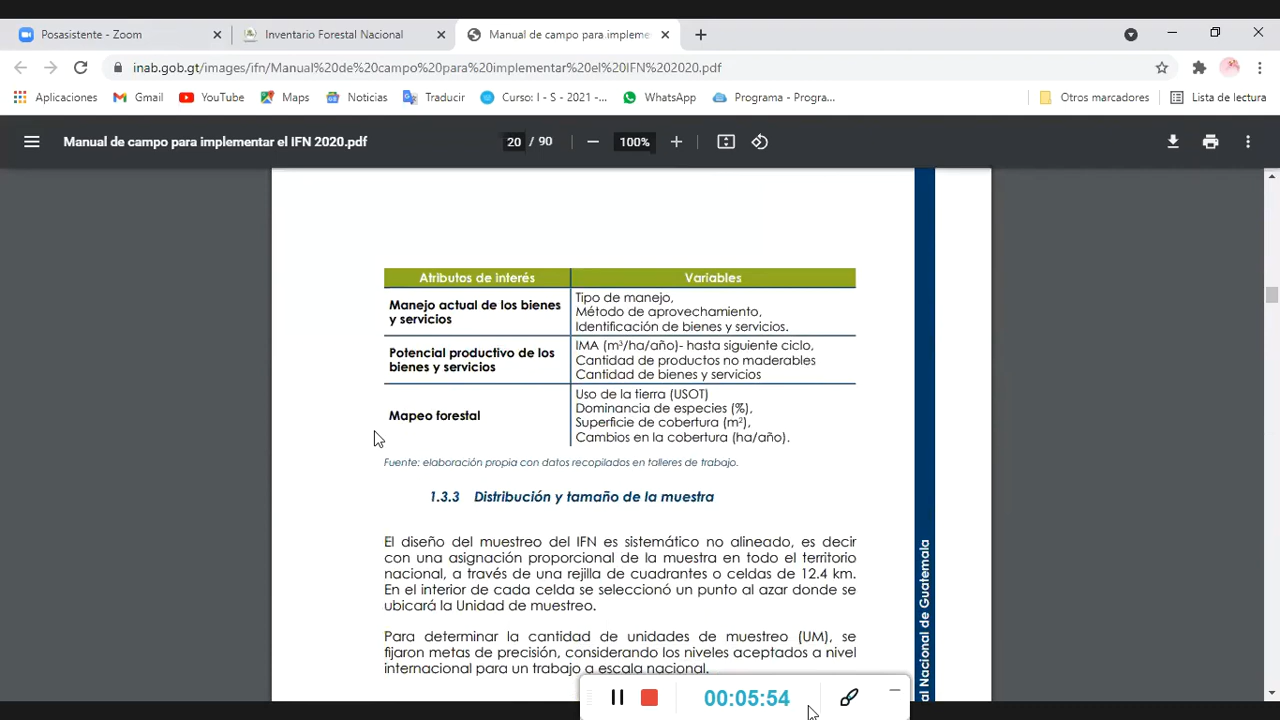 Posasistente - Zoom
Inventario Forestal Nacional
Manual de campo para impleme
inab.gob.gt/images/ifn/Manual%20de%20campo%20para%20implementar%20el%20IFN%202020.pdf
Aplicaciones
Gmail
YouTube
Maps
Noticias
Traducir
Curso: I - S - 2021 -...
WhatsApp
Programa - Progra...
Otros marcadores
Lista de lectura
Manual de campo para implementar el IFN 2020.pdf
20 / 90
100%
Atributos de interés
Variables
Manejo actual de los bienes
y servicios
Tipo de manejo,
Método de aprovechamiento,
Identificación de bienes y servicios.
Potencial productivo de los
bienes y servicios
IMA (m³/ha/año)- hasta siguiente ciclo,
Cantidad de productos no maderables
Cantidad de bienes y servicios
Mapeo forestal
Uso de la tierra (USOT)
Dominancia de especies (%),
Superficie de cobertura (m²),
Cambios en la cobertura (ha/año).
Fuente: elaboración propia con datos recopilados en talleres de trabajo.
1.3.3 Distribución y tamaño de la muestra
El diseño del muestreo del IFN es sistemático no alineado, es decir
con una asignación proporcional de la muestra en todo el territorio
nacional, a través de una rejilla de cuadrantes o celdas de 12.4 km.
En el interior de cada celda se seleccionó un punto al azar donde se
ubicará la Unidad de muestreo.
Para determinar la cantidad de unidades de muestreo (UM), se
fijaron metas de precisión, considerando los niveles aceptados a nivel
internacional para un trabajo a escala nacional.
al Nacional de Guatemala
00:05:54